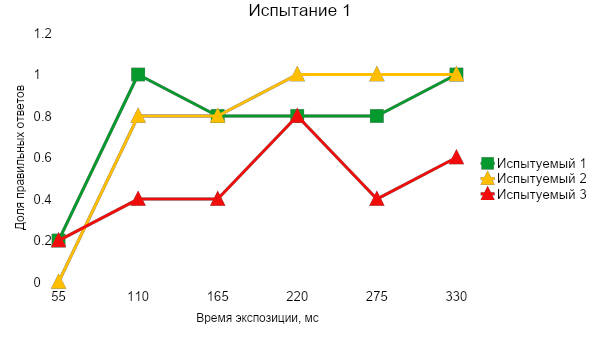 Испытание 1
1.2
1
0.8
0.6
0.4
0.2
0
Доля правильных ответов
55 110 165 220 275 330
Время экспозиции, мс
Испытуемый 1
Испытуемый 2
Испытуемый 3